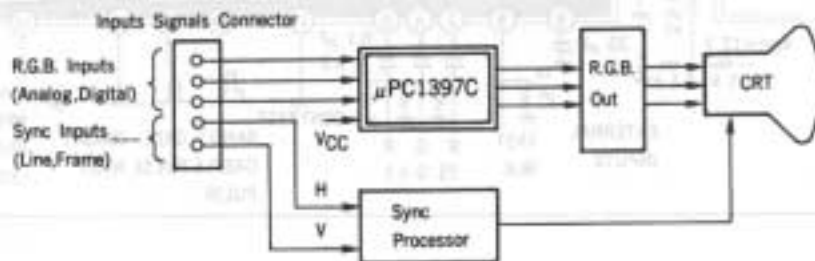 Inputs Signals Connector
R.G.B. Inputs
(Analog,Digital)
Sync Inputs
(Line,Frame)
μPC1397C
VCC
R.G.B.
Out
CRT
H
V
Sync
Processor